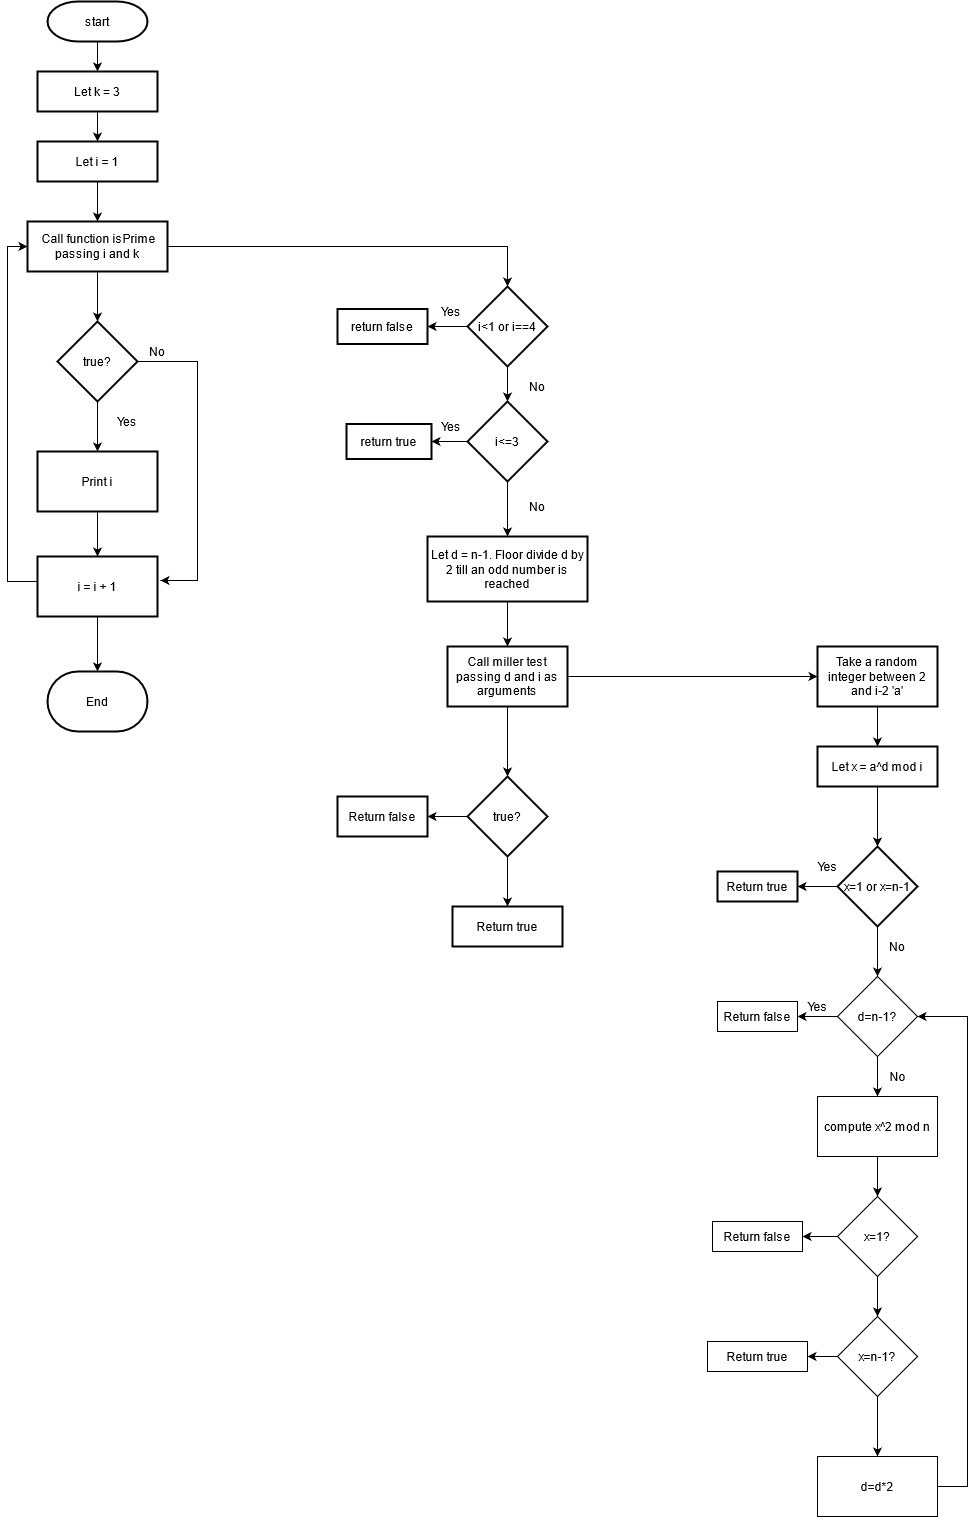 start
Let k = 3
Let i = 1
Call function isPrime
passing i and k
true?
No
Yes
Print i
i = i + 1
End
i<1 or i==4
Yes
return false
No
i<=3
Yes
return true
No
Let d = n-1. Floor divide d by
2 till an odd number is
reached
Call miller test
passing d and i as
arguments
true?
Return false
Return true
Take a random
integer between 2
and i-2 'a'
Let x = a^d mod i
x=1 or x=n-1
Yes
Return true
No
d=n-1?
Yes
Return false
No
compute x^2 mod n
x=1?
Return false
x=n-1?
Return true
d=d*2